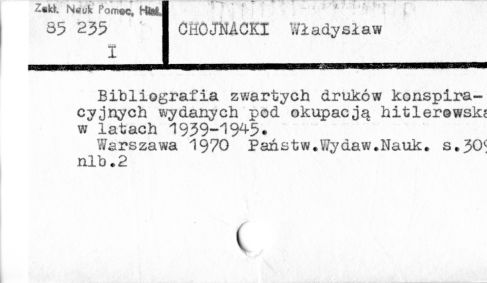 Zakł. Nauk Pomoc. Hist.
85 235
I
CHOJNACKI Władysław
Bibliografia zwartych druków konspira-
cyjnych wydanych pod okupacją hitlerowską
w latach 1939-1945.
Warszawa 1970 Państw.Wydaw.Nauk. s.309
nlb.2